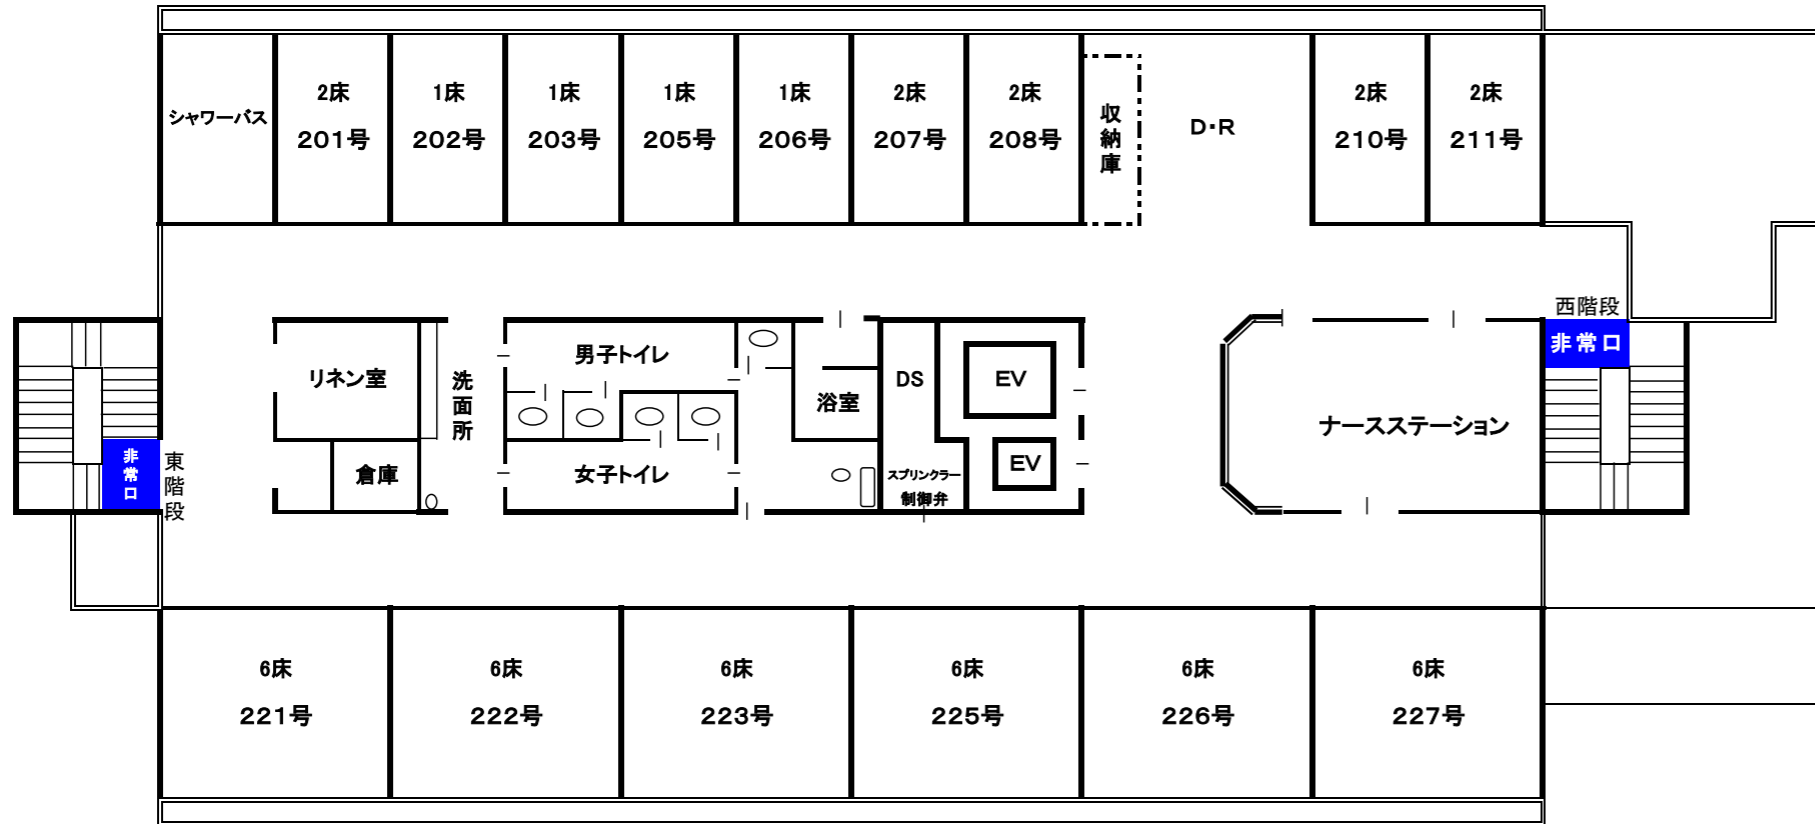 シャワーバス
2床
201号
1床
202号
1床
203号
1床
205号
1床
206号
2床
207号
2床
208号
収納庫
D・R
2床
210号
2床
211号
西階段
非常口
リネン室
洗面所
男子トイレ
浴室
DS
EV
ナースステーション
非常口
東階段
倉庫
女子トイレ
スプリンクラー
制御弁
EV
6床
221号
6床
222号
6床
223号
6床
225号
6床
226号
6床
227号